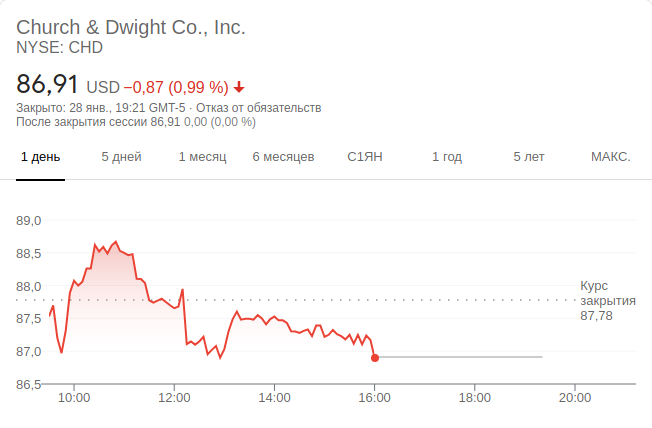 Church & Dwight Co., Inc.
NYSE: CHD
86,91 USD −0,87 (0,99 %)
Закрыто: 28 янв., 19:21 GMT-5 · Отказ от обязательств
После закрытия сессии 86,91 0,00 (0,00 %)
1 день 5 дней 1 месяц 6 месяцев С1ЯН 1 год 5 лет МАКС.
89,0
88,5
88,0
87,5
87,0
86,5
Курс
закрытия
87,78
10:00 12:00 14:00 16:00 18:00 20:00